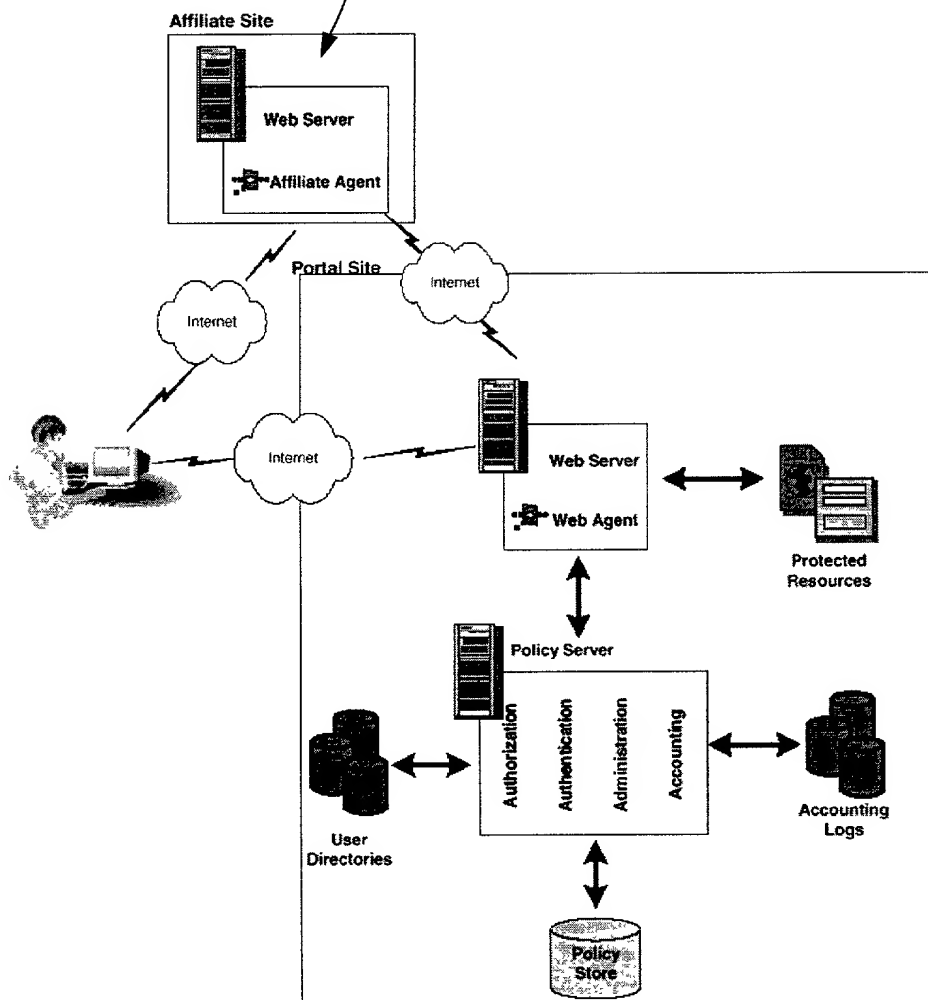 Affiliate Site
Web Server
Affiliate Agent
Portal Site
Internet
Internet
Internet
Web Server
Web Agent
Protected
Resources
Policy Server
Authorization
Authentication
Administration
Accounting
User
Directories
Accounting
Logs
Policy
Store